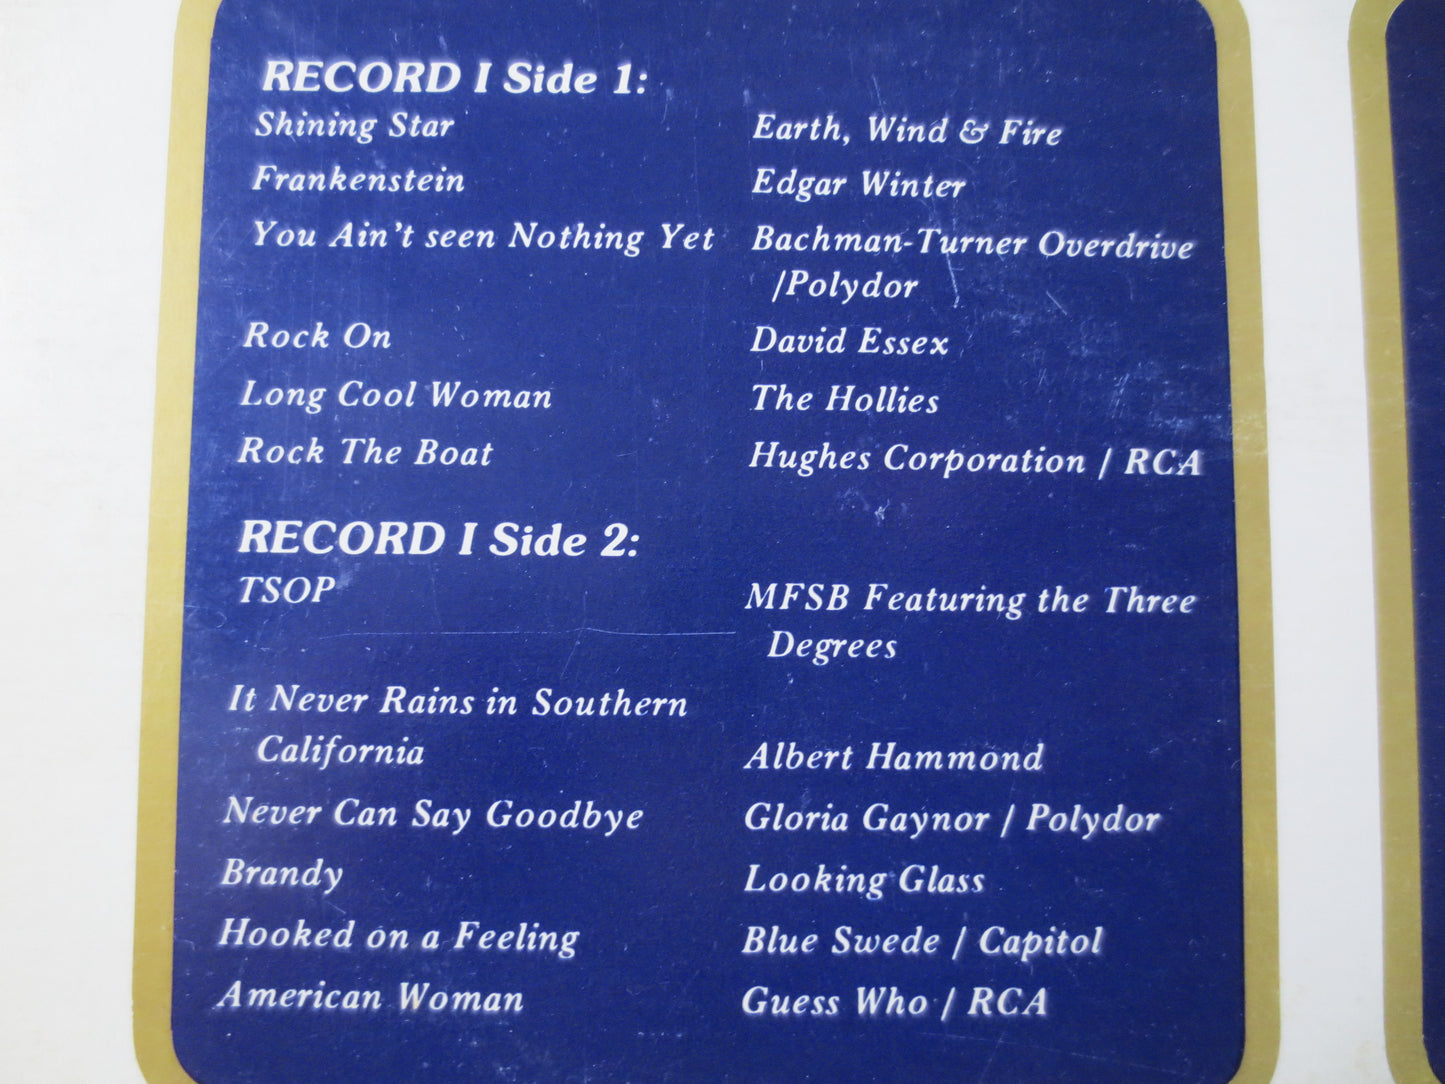 RECORD I Side 1:
Shining Star Earth, Wind & Fire
Frankenstein Edgar Winter
You Ain't seen Nothing Yet Bachman-Turner Overdrive
/Polydor
Rock On David Essex
Long Cool Woman The Hollies
Rock The Boat Hughes Corporation / RCA
RECORD I Side 2:
TSOP MFSB Featuring the Three
Degrees
It Never Rains in Southern
California Albert Hammond
Never Can Say Goodbye Gloria Gaynor / Polydor
Brandy Looking Glass
Hooked on a Feeling Blue Swede / Capitol
American Woman Guess Who / RCA